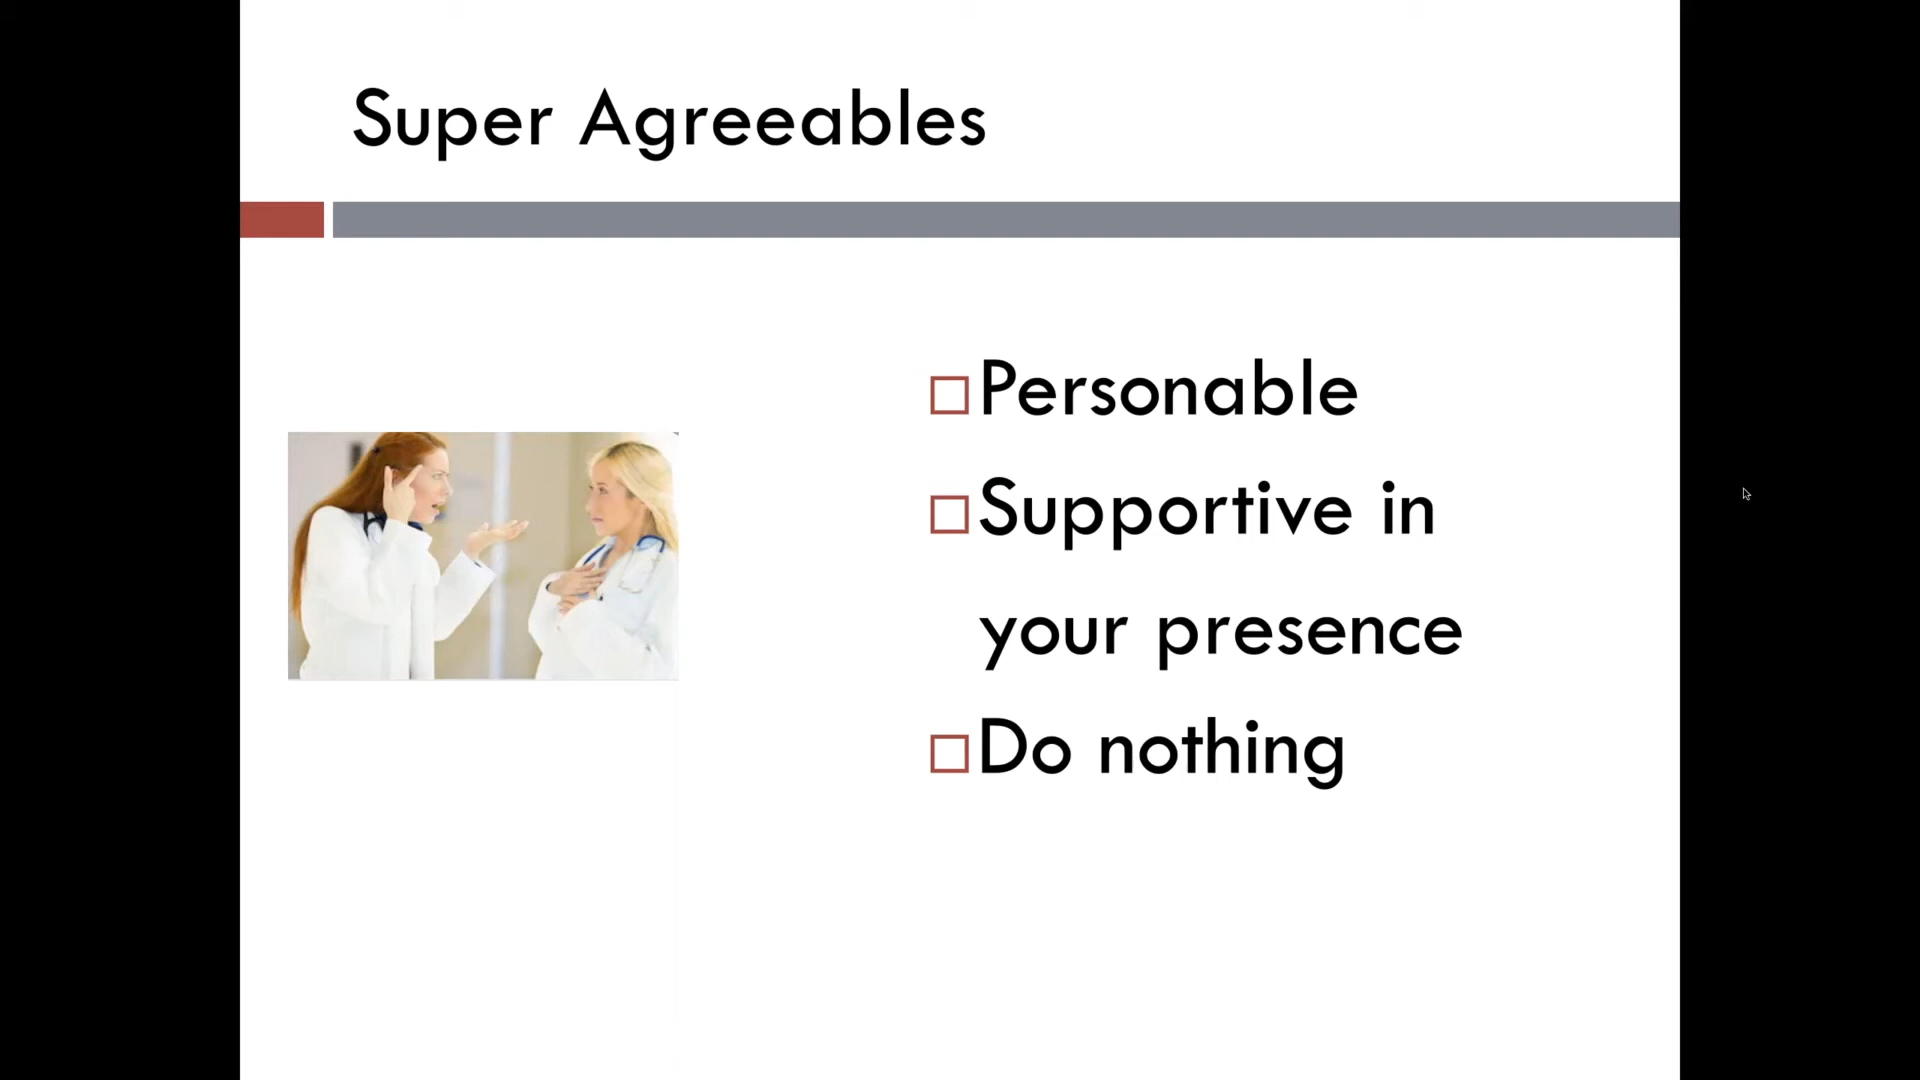 Super Agreeables
Personable
Supportive in
your presence
Do nothing